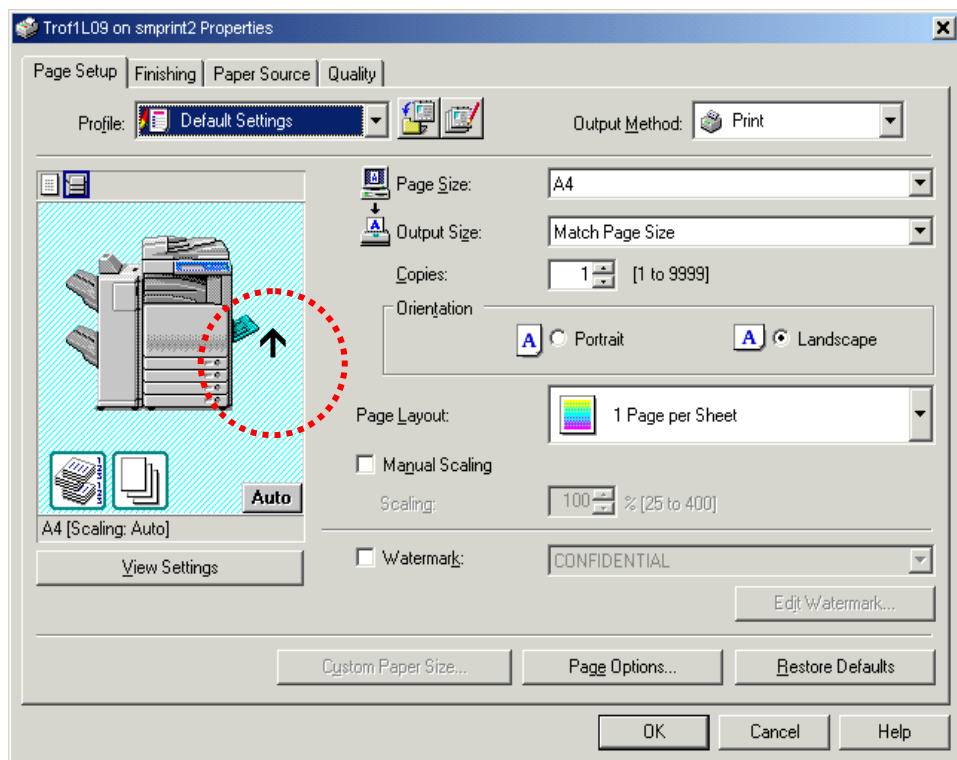 Trof1L09 on smprint2 Properties
Page Setup Finishing Paper Source Quality
Profile: Default Settings Output Method: Print
Page Size: A4
Output Size: Match Page Size
Copies: 1 [1 to 9999]
Orientation
A Portrait A Landscape
Page Layout: 1 Page per Sheet
Manual Scaling
Auto Scaling: 100 % [25 to 400]
A4 [Scaling: Auto]
View Settings
Watermark: CONFIDENTIAL
Edit Watermark...
Custom Paper Size... Page Options... Restore Defaults
OK Cancel Help